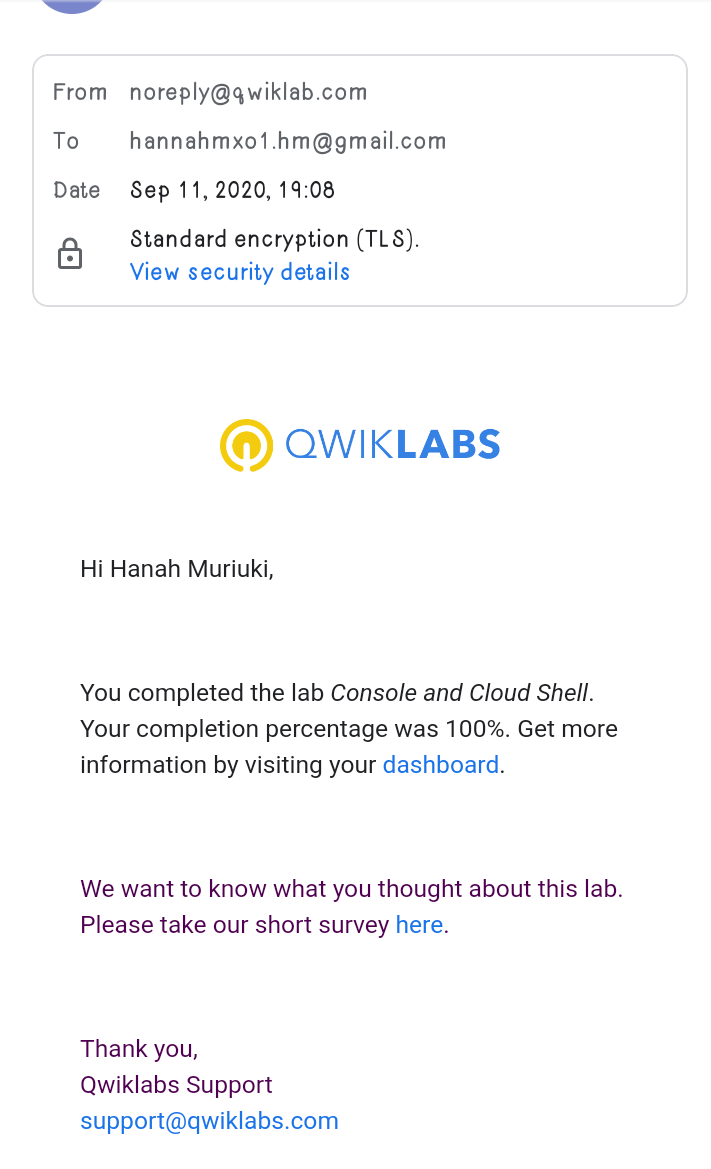 From noreply@qwiklab.com
To hannahmxo1.hm@gmail.com
Date Sep 11, 2020, 19:08
Standard encryption (TLS).
View security details
QWIKLABS
Hi Hanah Muriuki,
You completed the lab Console and Cloud Shell.
Your completion percentage was 100%. Get more
information by visiting your dashboard.
We want to know what you thought about this lab.
Please take our short survey here.
Thank you,
Qwiklabs Support
support@qwiklabs.com